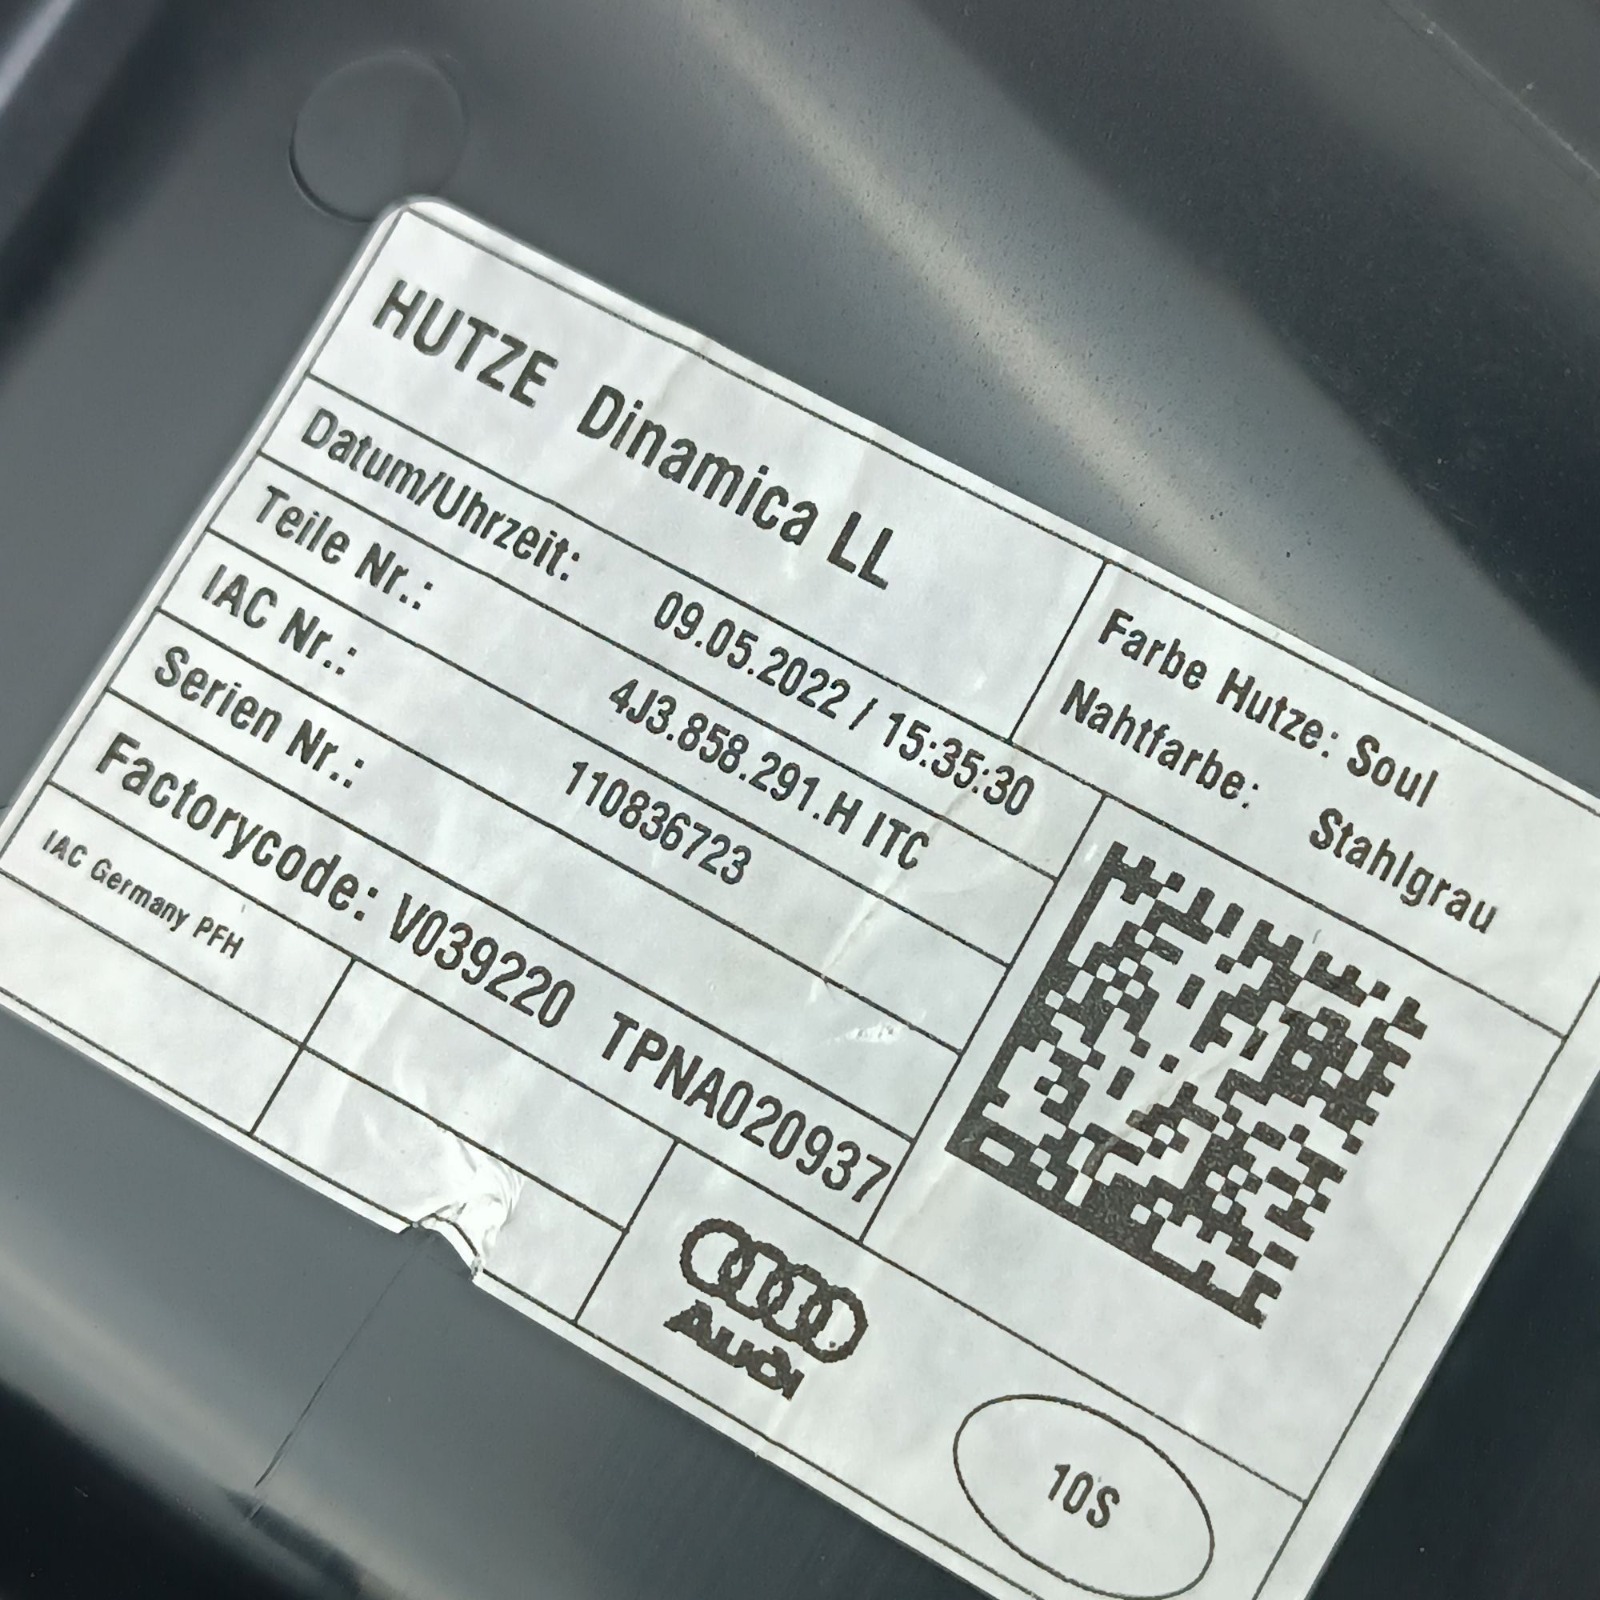 HUTZE Dinamica LL
Farbe Hutze: Soul
Nahtfarbe: Stahlgrau
Datum/Uhrzeit: 09.05.2022 / 15:35:30
Teile Nr.: 4J3.858.291.H ITC
IAC Nr.: 110836723
Serien Nr.:
Factorycode: V039220 TPNA020937
IAC Germany PFH
Audi
10S